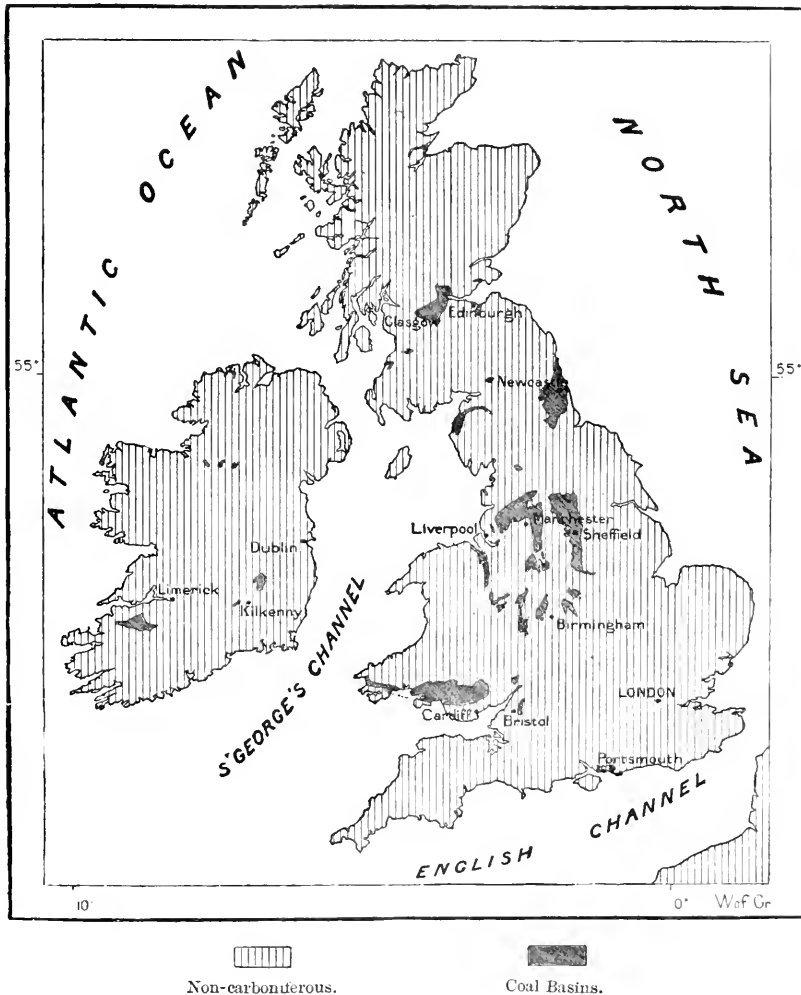 ATLANTIC OCEAN
NORTH SEA
Glasgow
Edinburgh
55°
55°
Newcastle
Liverpool
Manchester
Sheffield
Dublin
Limerick
Kilkenny
Birmingham
ST GEORGE'S CHANNEL
Cardiff
Bristol
LONDON
Portsmouth
ENGLISH CHANNEL
10°
0°
W of Gr
Non-carboniferous.
Coal Basins.